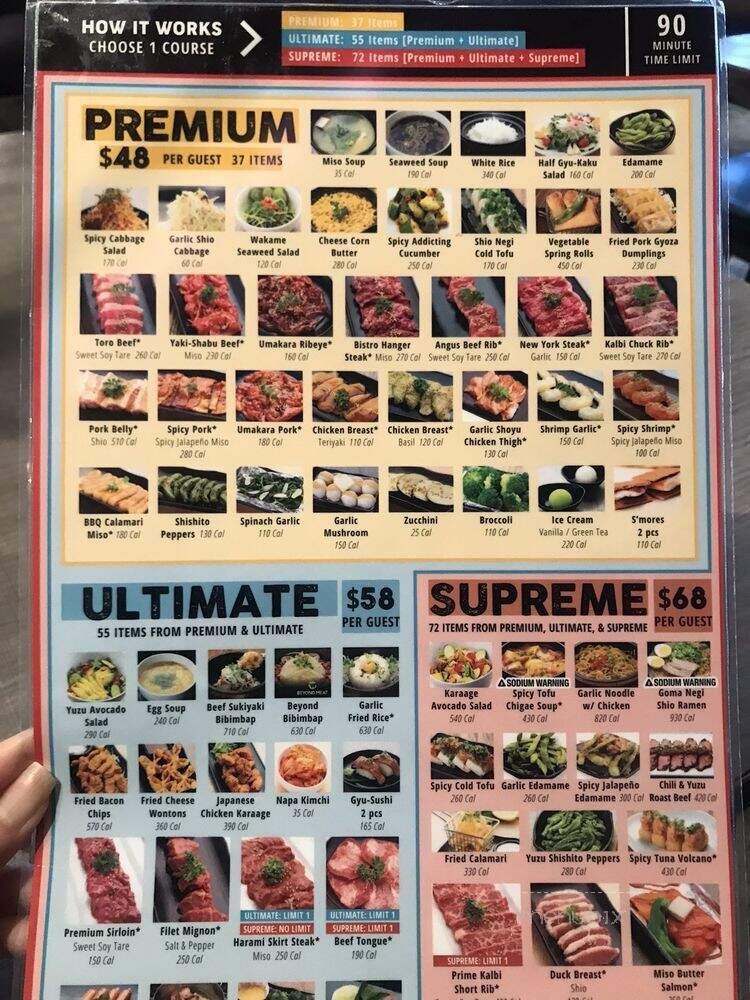 HOW IT WORKS
CHOOSE 1 COURSE
PREMIUM: 37 Items
ULTIMATE: 55 Items [Premium + Ultimate]
SUPREME: 72 Items [Premium + Ultimate + Supreme]
90
MINUTE
TIME LIMIT
PREMIUM
$48 PER GUEST 37 ITEMS
Miso Soup
35 Cal
Seaweed Soup
190 Cal
White Rice
340 Cal
Half Gyu-Kaku
Salad 160 Cal
Edamame
200 Cal
Spicy Cabbage
Salad
170 Cal
Garlic Shio
Cabbage
60 Cal
Wakame
Seaweed Salad
120 Cal
Cheese Corn
Butter
280 Cal
Spicy Addicting
Cucumber
250 Cal
Shio Negi
Cold Tofu
170 Cal
Vegetable
Spring Rolls
450 Cal
Fried Pork Gyoza
Dumplings
230 Cal
Toro Beef*
Sweet Soy Tare 260 Cal
Yaki-Shabu Beef*
Miso 230 Cal
Umakara Ribeye*
160 Cal
Bistro Hanger
Steak* Miso 270 Cal
Angus Beef Rib*
Sweet Soy Tare 250 Cal
New York Steak*
Garlic 150 Cal
Kalbi Chuck Rib*
Sweet Soy Tare 270 Cal
Pork Belly*
Shio 510 Cal
Spicy Pork*
Spicy Jalapeño Miso
280 Cal
Umakara Pork*
180 Cal
Chicken Breast*
Teriyaki 110 Cal
Chicken Breast*
Basil 120 Cal
Garlic Shoyu
Chicken Thigh*
130 Cal
Shrimp Garlic*
150 Cal
Spicy Shrimp*
Spicy Jalapeño Miso
100 Cal
BBQ Calamari
Miso* 180 Cal
Shishito
Peppers 130 Cal
Spinach Garlic
110 Cal
Garlic
Mushroom
150 Cal
Zucchini
25 Cal
Broccoli
110 Cal
Ice Cream
Vanilla / Green Tea
220 Cal
S'mores
2 pcs
110 Cal
ULTIMATE
$58
PER GUEST
55 ITEMS FROM PREMIUM & ULTIMATE
Yuzu Avocado
Salad
290 Cal
Egg Soup
240 Cal
Beef Sukiyaki
Bibimbap
710 Cal
BEYOND MEAT
Beyond
Bibimbap
630 Cal
Garlic
Fried Rice*
630 Cal
Fried Bacon
Chips
570 Cal
Fried Cheese
Wontons
360 Cal
Japanese
Chicken Karaage
390 Cal
Napa Kimchi
35 Cal
Gyu-Sushi
2 pcs
165 Cal
Premium Sirloin*
Sweet Soy Tare
150 Cal
Filet Mignon*
Salt & Pepper
250 Cal
ULTIMATE: LIMIT 1
SUPREME: NO LIMIT
Harami Skirt Steak*
Miso 250 Cal
ULTIMATE: LIMIT 1
SUPREME: LIMIT 1
Beef Tongue*
190 Cal
SUPREME
$68
PER GUEST
72 ITEMS FROM PREMIUM, ULTIMATE, & SUPREME
Karaage
Avocado Salad
540 Cal
SODIUM WARNING
Spicy Tofu
Chigae Soup*
430 Cal
Garlic Noodle
w/ Chicken
820 Cal
SODIUM WARNING
Goma Negi
Shio Ramen
930 Cal
Spicy Cold Tofu
260 Cal
Garlic Edamame
260 Cal
Spicy Jalapeño
Edamame 300 Cal
Chili & Yuzu
Roast Beef 420 Cal
Fried Calamari
330 Cal
Yuzu Shishito Peppers
280 Cal
Spicy Tuna Volcano*
430 Cal
SUPREME: LIMIT 1
Prime Kalbi
Short Rib*
Duck Breast*
Shio
Miso Butter
Salmon*